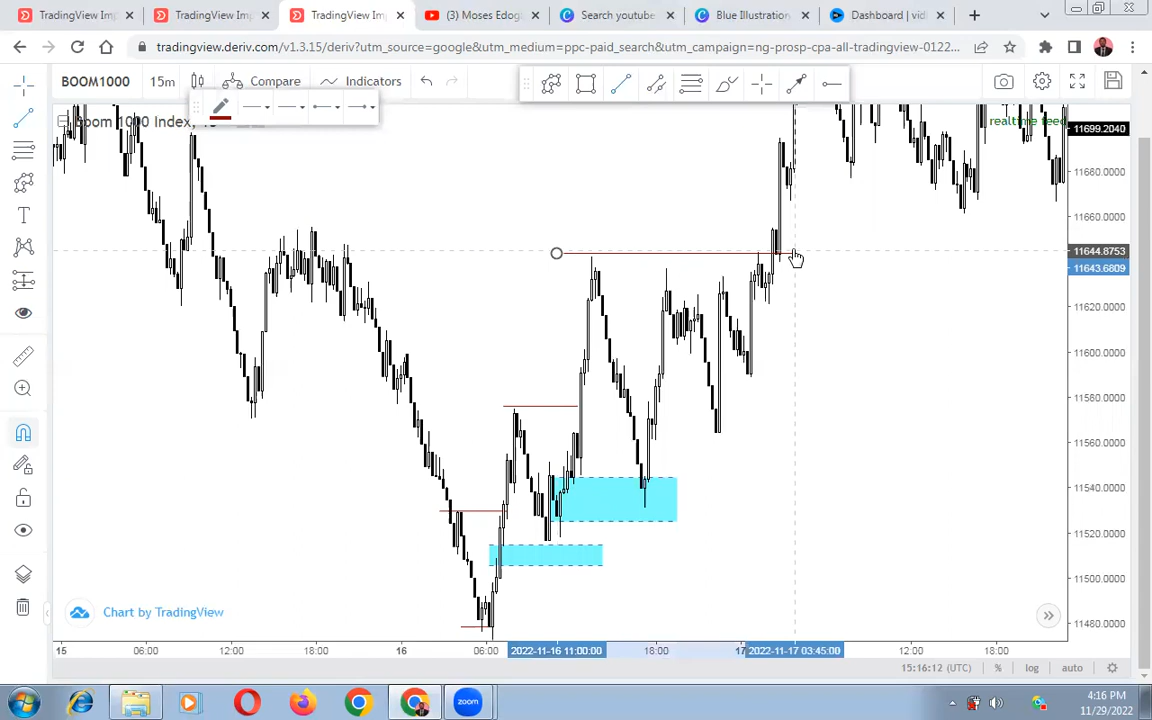 TradingView Imp
TradingView Imp
TradingView Imp
(3) Moses Edog
Search youtube
Blue Illustration
Dashboard | vidI
tradingview.deriv.com/v1.3.15/deriv?utm_source=google&utm_medium=ppc-paid_search&utm_campaign=ng-prosp-cpa-all-tradingview-0122...
BOOM1000
15m
Compare
Indicators
Boom 1000 Index,
realtime feed
11699.2040
11680.0000
11660.0000
11644.8753
11643.6809
11620.0000
11600.0000
11580.0000
11560.0000
11540.0000
11520.0000
11500.0000
11480.0000
Chart by TradingView
15
06:00
12:00
18:00
16
06:00
2022-11-16 11:00:00
18:00
17
2022-11-17 03:45:00
12:00
18:00
15:16:12 (UTC)
%
log
auto
zoom
4:16 PM
11/29/2022